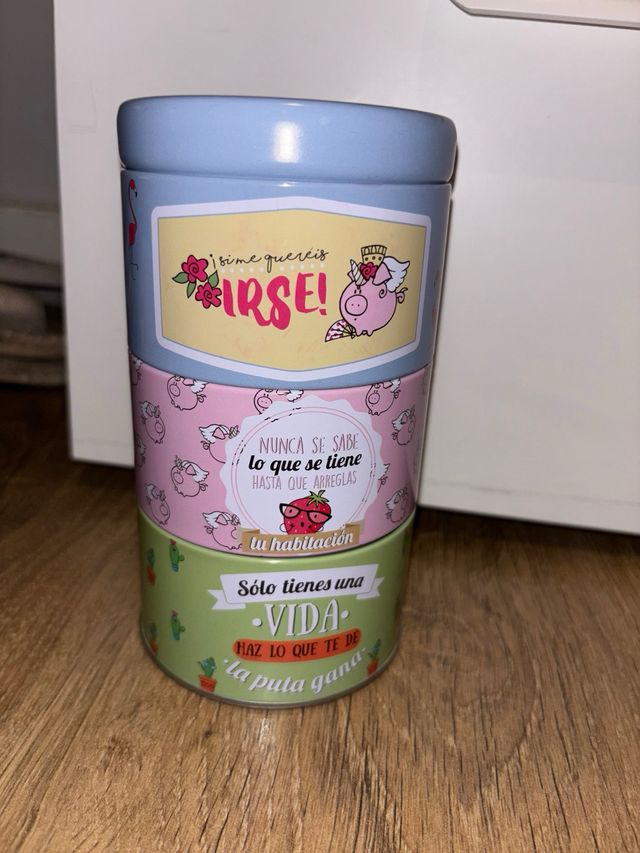 ¡si me queréis
IRSE!
NUNCA SE SABE
lo que se tiene
HASTA QUE ARREGLAS
tu habitación
Sólo tienes una
·VIDA·
HAZ LO QUE TE DE
·la puta gana·